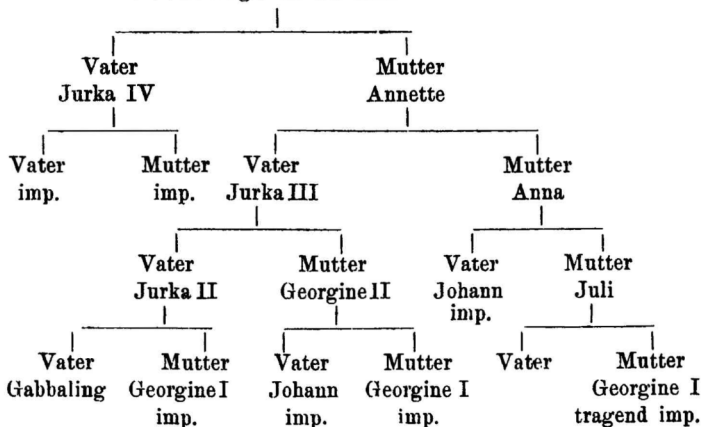 Vater Mutter
Jurka IV Annette
Vater Mutter Vater Mutter
imp. imp. Jurka III Anna
Vater Mutter Vater Mutter
Jurka II Georgine II Johann Juli
imp.
Vater Mutter Vater Mutter Vater Mutter
Gabbaling Georgine I Johann Georgine I Georgine I
imp. imp. imp. tragend imp.